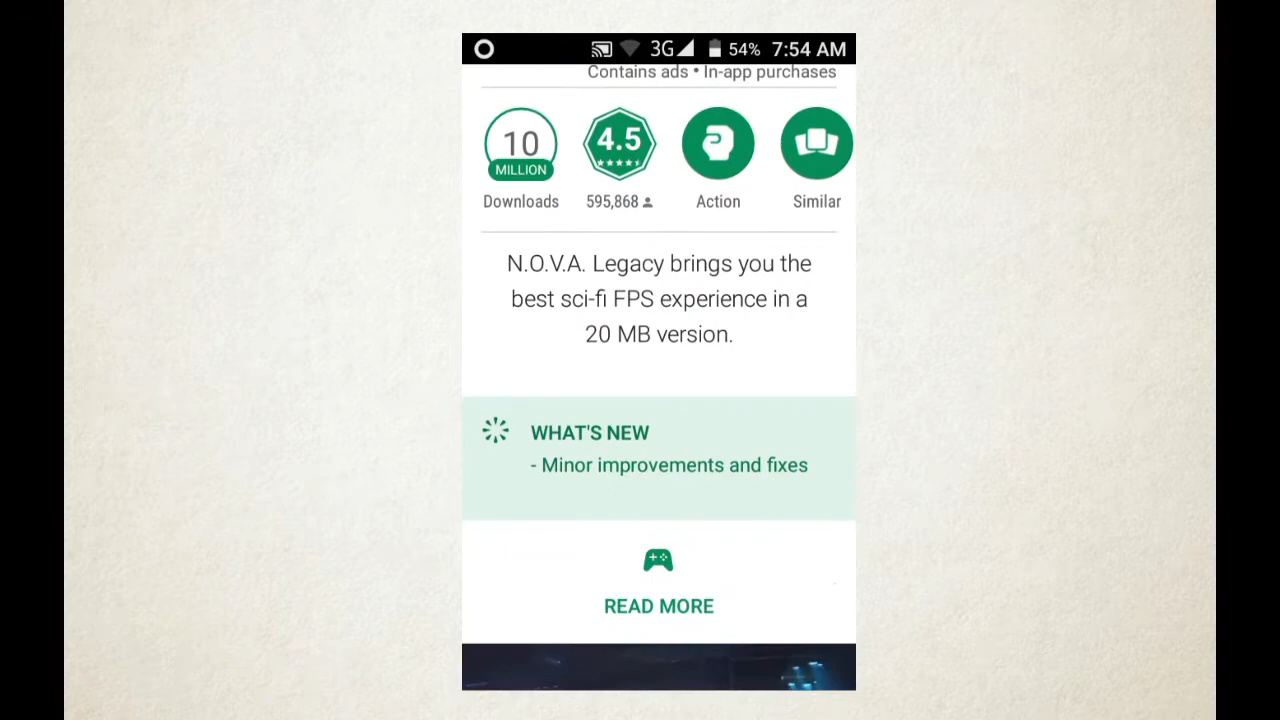 3G 54% 7:54 AM
Contains ads • In-app purchases
10 MILLION
4.5
Downloads
595,868
Action
Similar
N.O.V.A. Legacy brings you the
best sci-fi FPS experience in a
20 MB version.
WHAT'S NEW
- Minor improvements and fixes
READ MORE